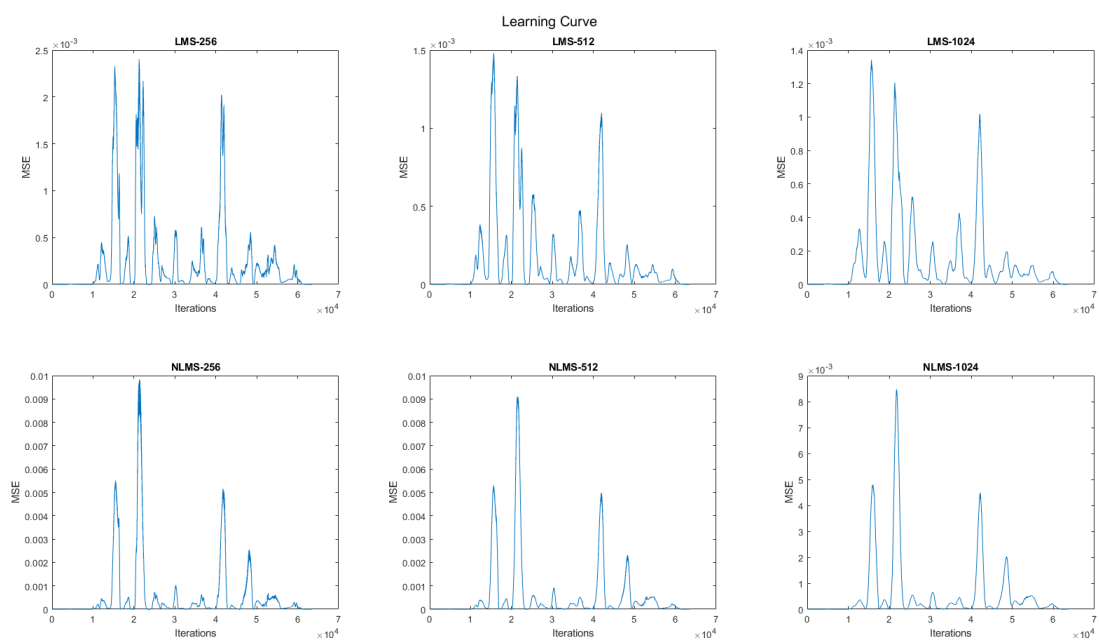 Learning Curve
LMS-256
×10⁻³
2.5
2
1.5
1
0.5
0
MSE
0 1 2 3 4 5 6 7
Iterations
×10⁴
LMS-512
×10⁻³
1.5
1
0.5
0
MSE
0 1 2 3 4 5 6 7
Iterations
×10⁴
LMS-1024
×10⁻³
1.4
1.2
1
0.8
0.6
0.4
0.2
0
MSE
0 1 2 3 4 5 6 7
Iterations
×10⁴
NLMS-256
0.01
0.009
0.008
0.007
0.006
0.005
0.004
0.003
0.002
0.001
0
MSE
0 1 2 3 4 5 6 7
Iterations
×10⁴
NLMS-512
0.01
0.009
0.008
0.007
0.006
0.005
0.004
0.003
0.002
0.001
0
MSE
0 1 2 3 4 5 6 7
Iterations
×10⁴
NLMS-1024
×10⁻³
9
8
7
6
5
4
3
2
1
0
MSE
0 1 2 3 4 5 6 7
Iterations
×10⁴